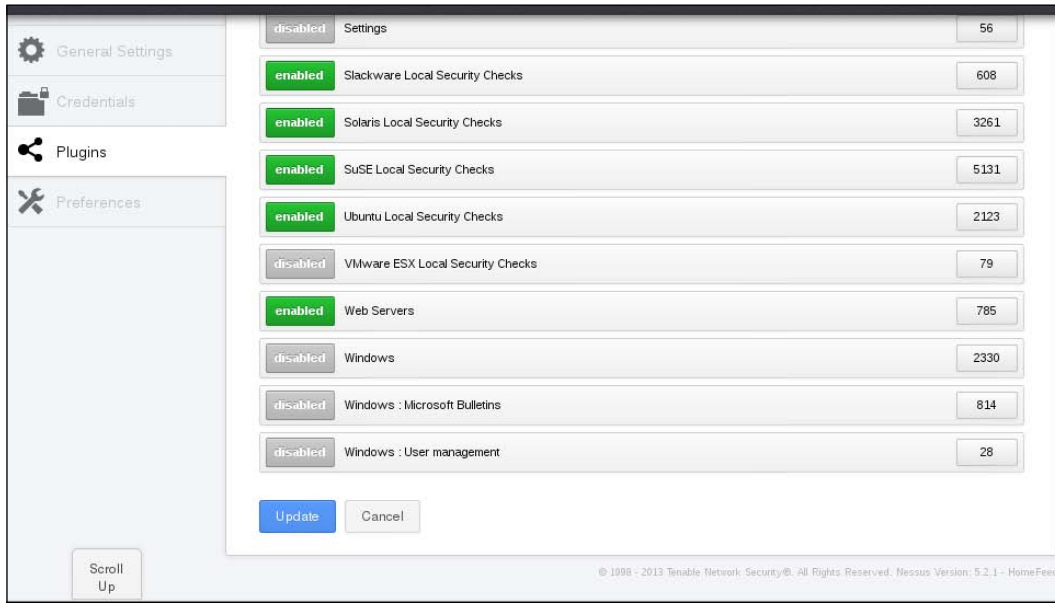 General Settings
Credentials
Plugins
Preferences
disabled Settings 56
enabled Slackware Local Security Checks 608
enabled Solaris Local Security Checks 3261
enabled SuSE Local Security Checks 5131
enabled Ubuntu Local Security Checks 2123
disabled VMware ESX Local Security Checks 79
enabled Web Servers 785
disabled Windows 2330
disabled Windows : Microsoft Bulletins 814
disabled Windows : User management 28
Update Cancel
Scroll
Up
© 1998 - 2013 Tenable Network Security®. All Rights Reserved. Nessus Version: 5.2.1 - HomeFeed